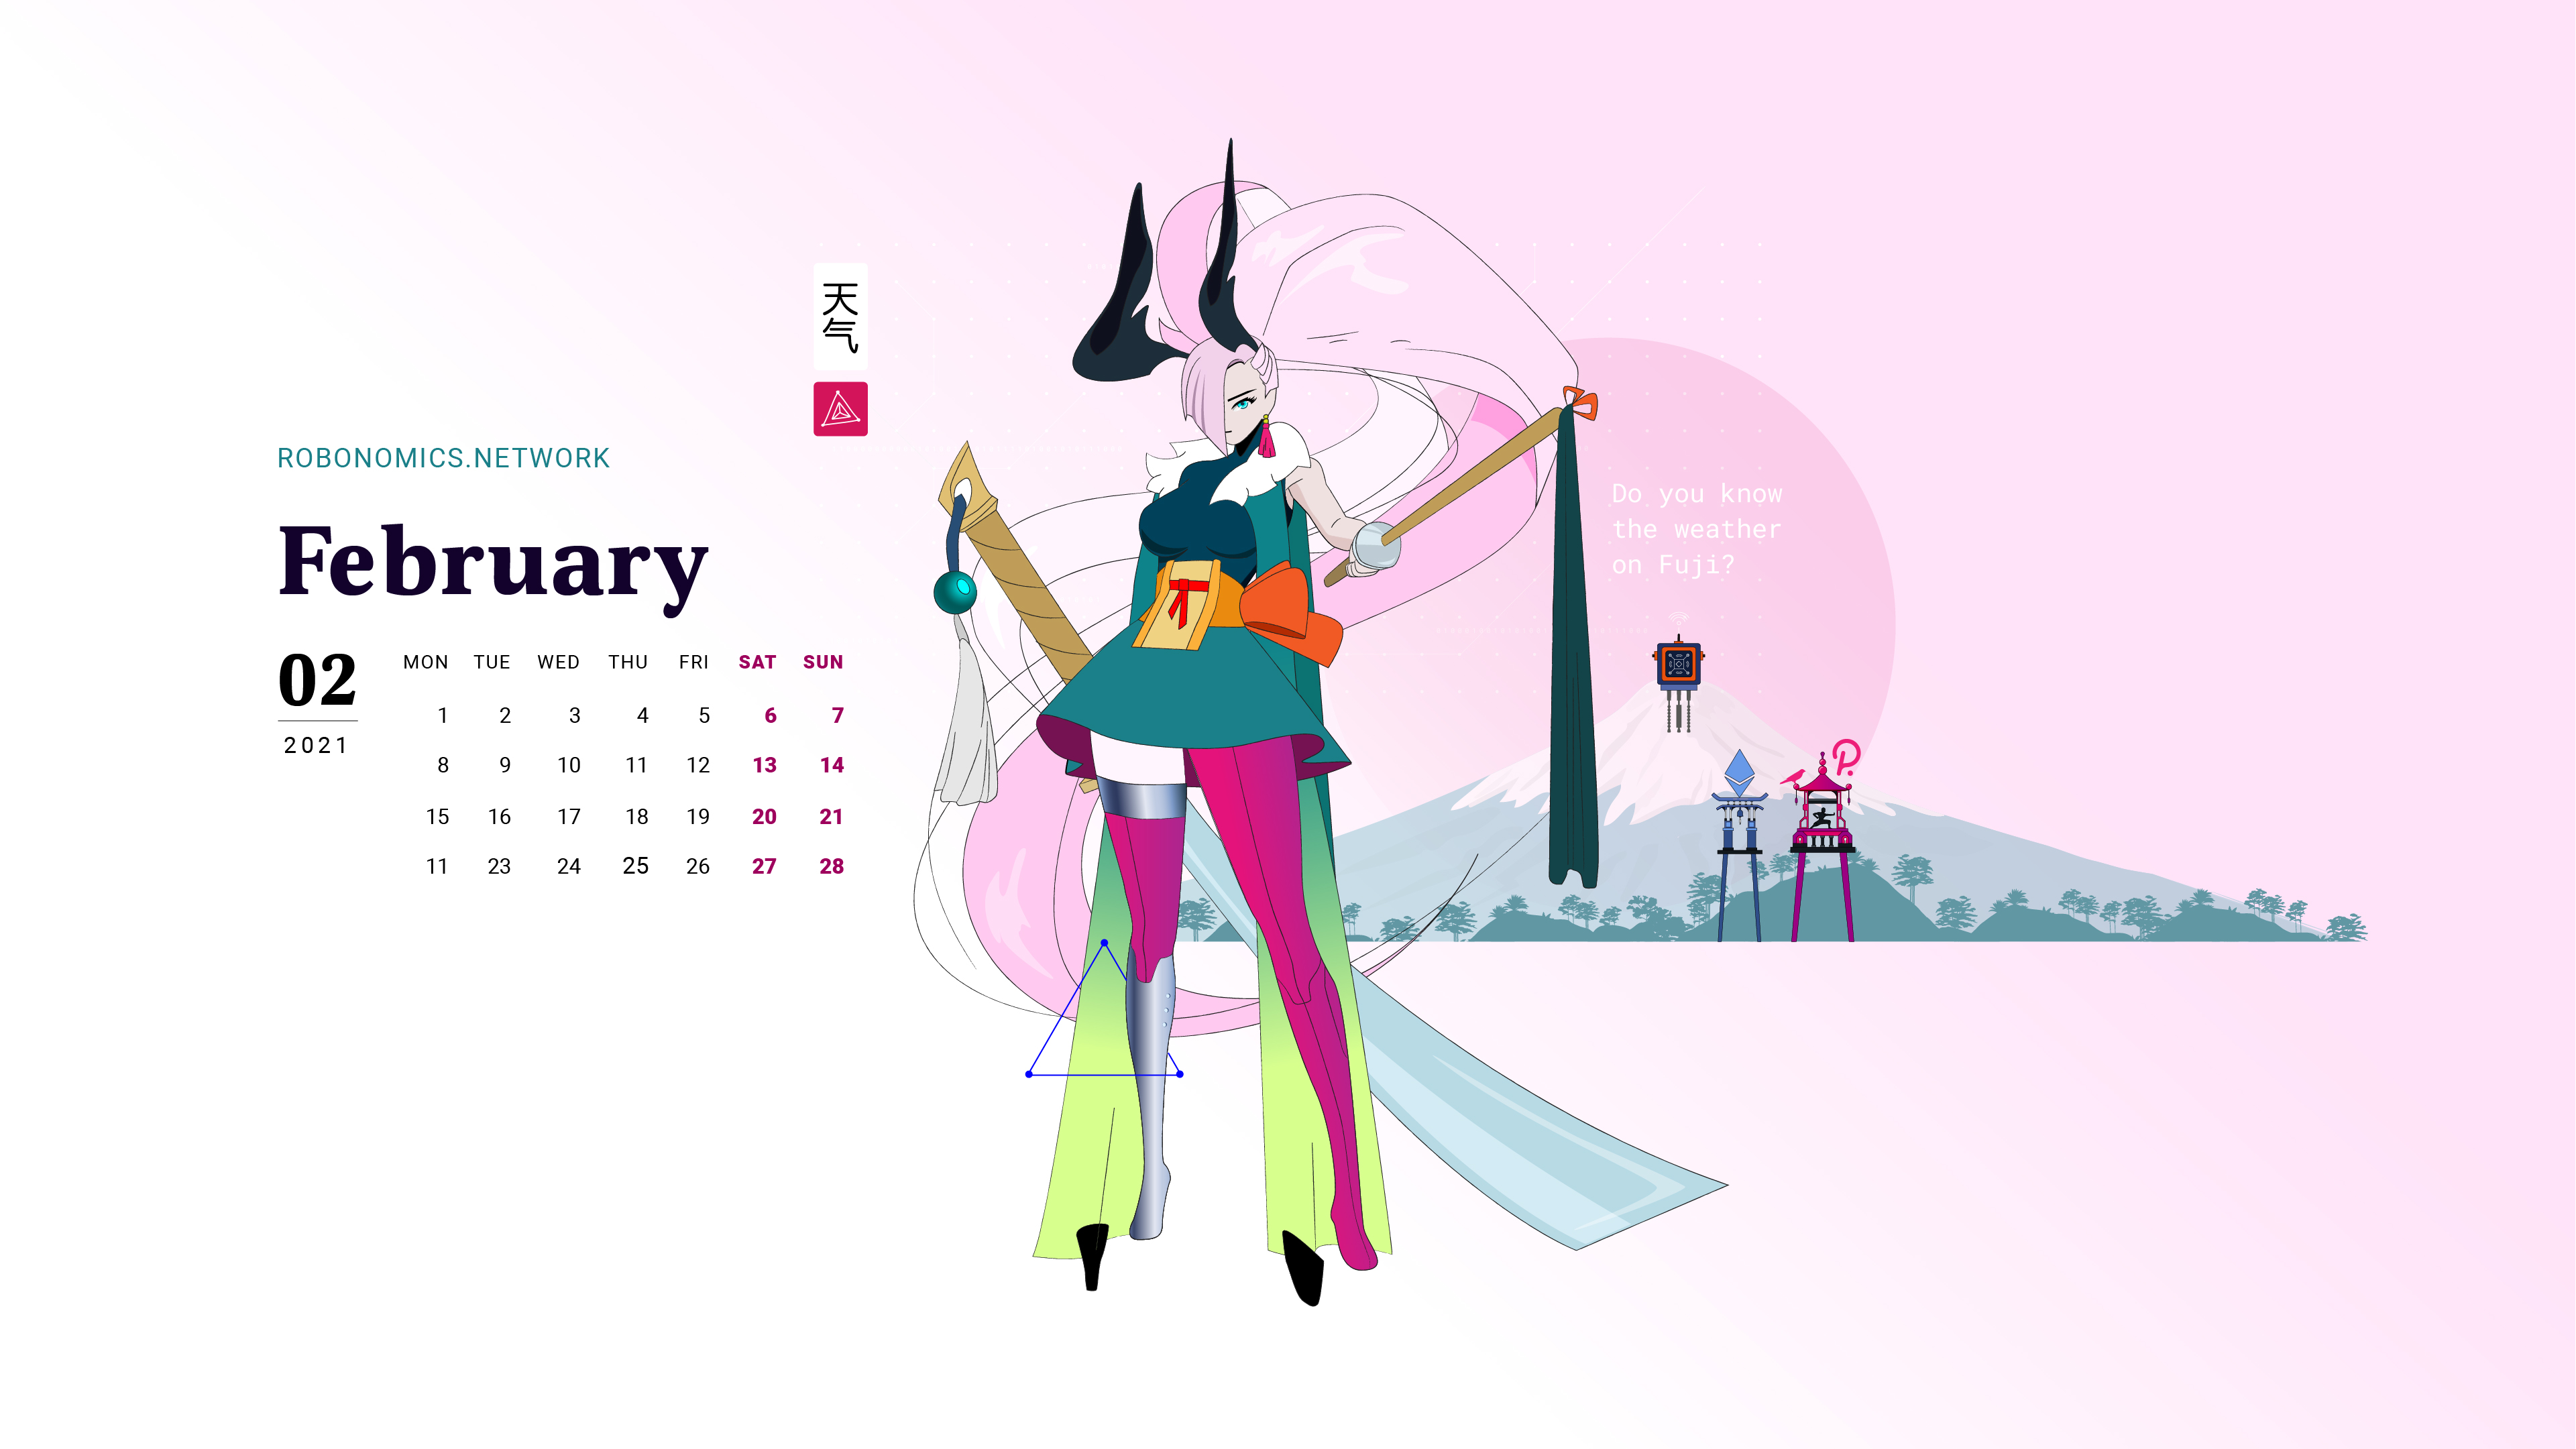 天
气
ROBONOMICS.NETWORK
February
02
2021
MON TUE WED THU FRI SAT SUN
1 2 3 4 5 6 7
8 9 10 11 12 13 14
15 16 17 18 19 20 21
11 23 24 25 26 27 28
Do you know
the weather
on Fuji?